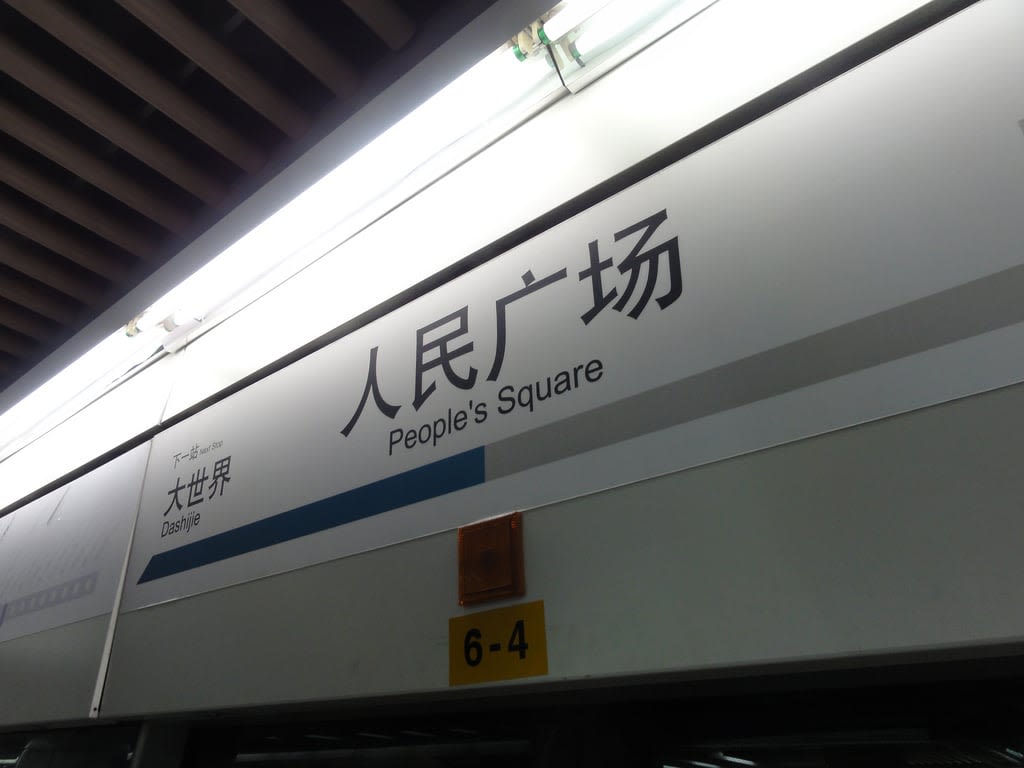 人民广场
People's Square
下一站 Next Stop
大世界
Dashijie
6-4